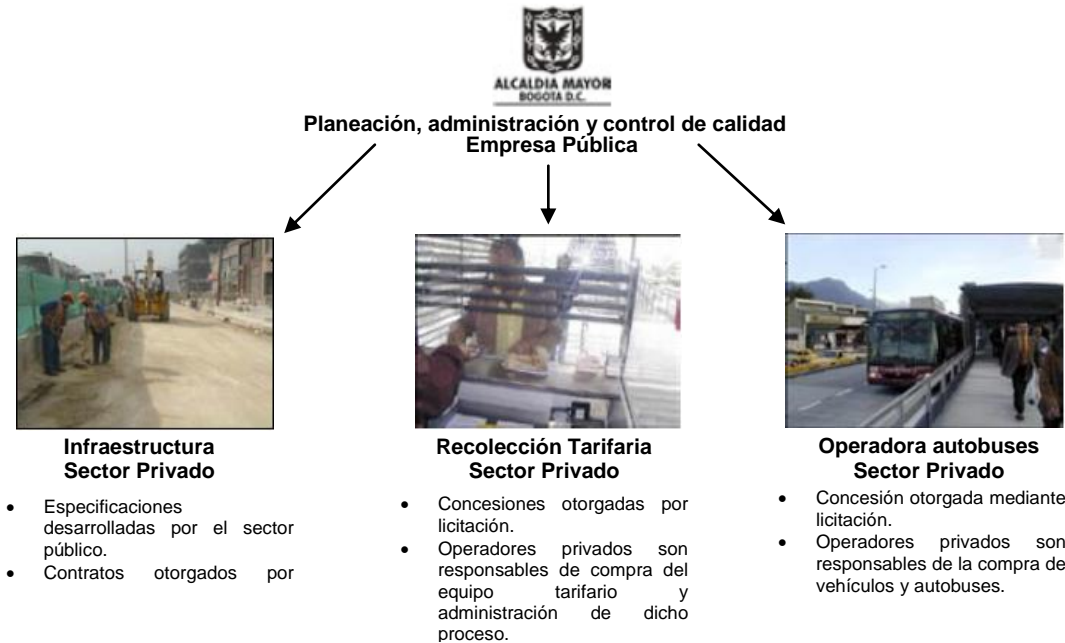 ALCALDIA MAYOR
BOGOTA D.C.
Planeación, administración y control de calidad
Empresa Pública
Infraestructura
Sector Privado
• Especificaciones
desarrolladas por el sector
público.
• Contratos otorgados por
Recolección Tarifaria
Sector Privado
• Concesiones otorgadas por
licitación.
• Operadores privados son
responsables de compra del
equipo tarifario y
administración de dicho
proceso.
Operadora autobuses
Sector Privado
• Concesión otorgada mediante
licitación.
• Operadores privados son
responsables de la compra de
vehículos y autobuses.